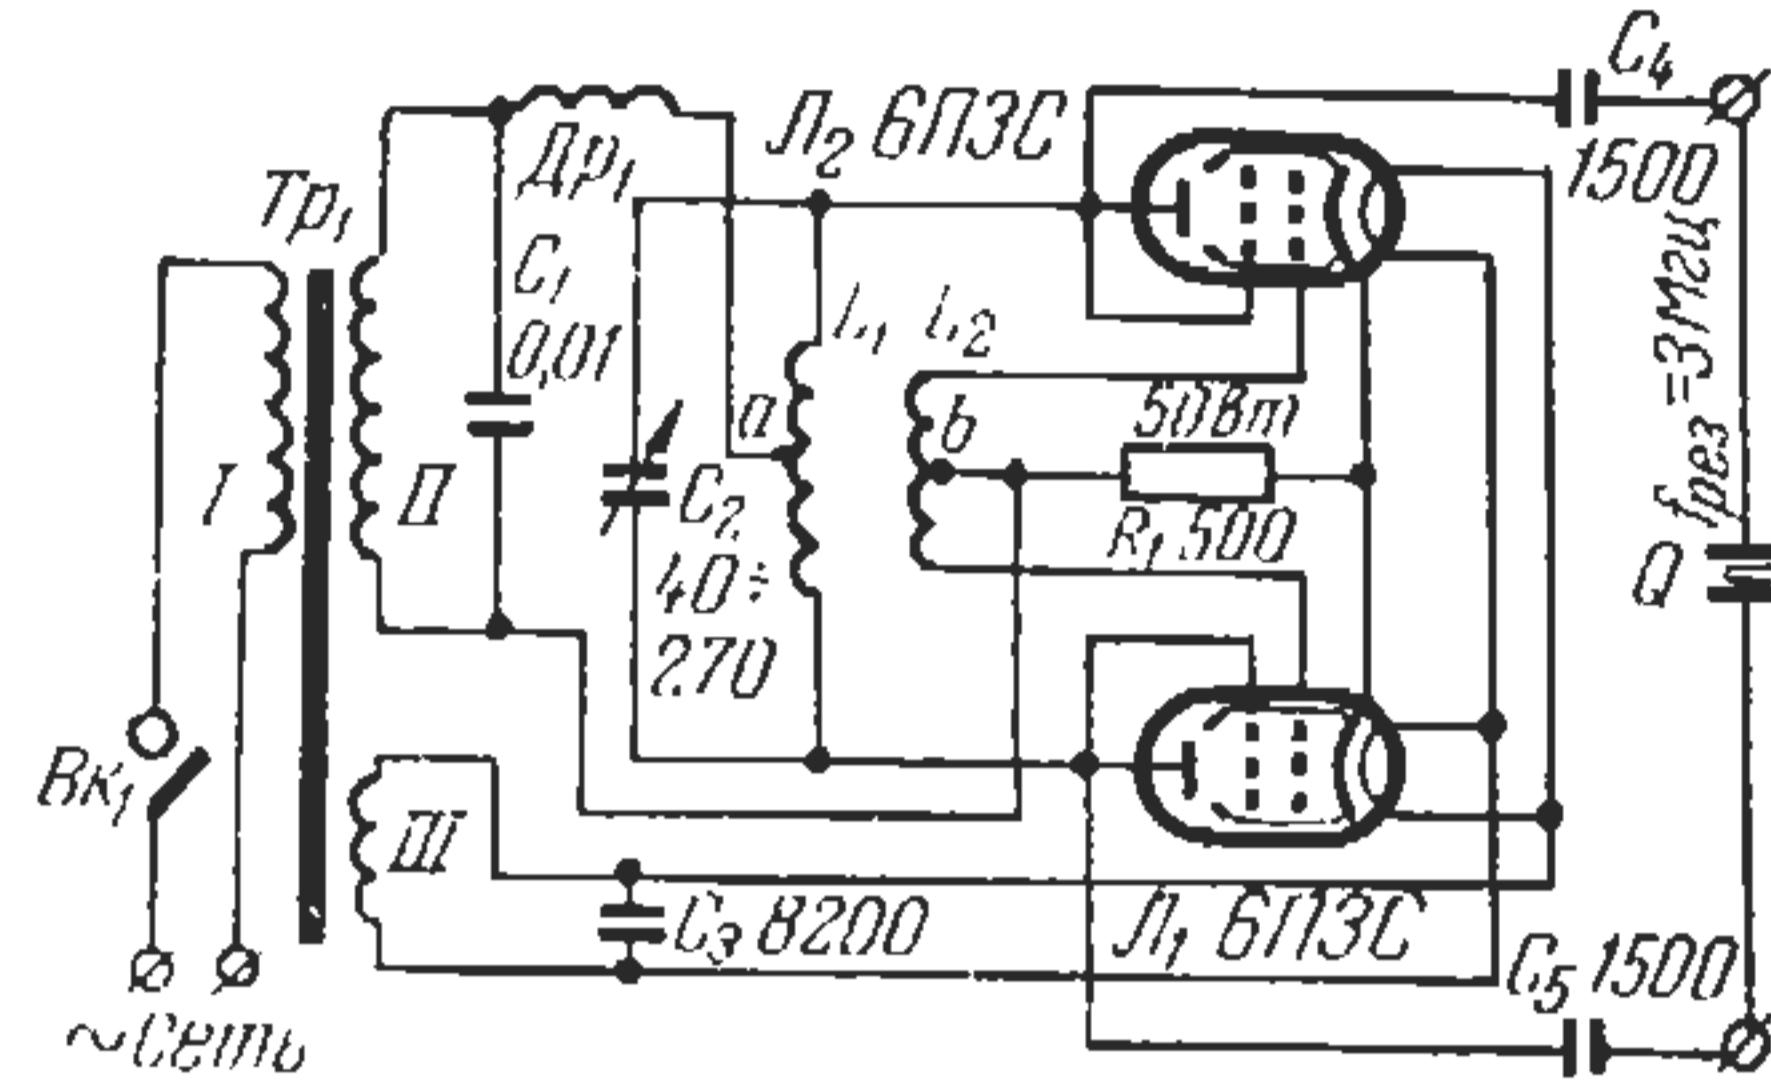 C₄
1500
Л₂ 6П3С
Др₁
Тр₁
C₁
0,01
L₁ L₂
a
b
50Вт
R₁ 500
I
II
C₂
40÷
270
fрез =3Мгц
Q
Вк₁
III
C₃ 8200
Л₁ 6П3С
C₅ 1500
~Сеть